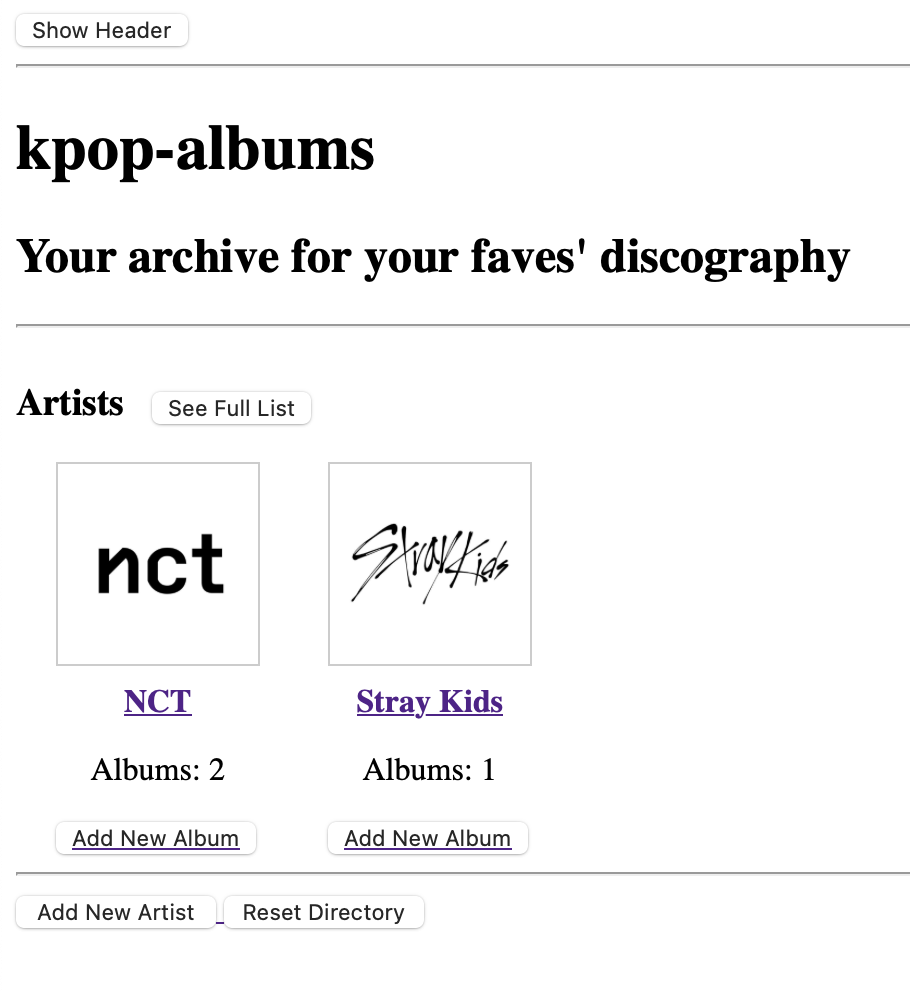 Show Header
kpop-albums
Your archive for your faves' discography
Artists See Full List
nct StrayKids
NCT Stray Kids
Albums: 2 Albums: 1
Add New Album Add New Album
Add New Artist Reset Directory